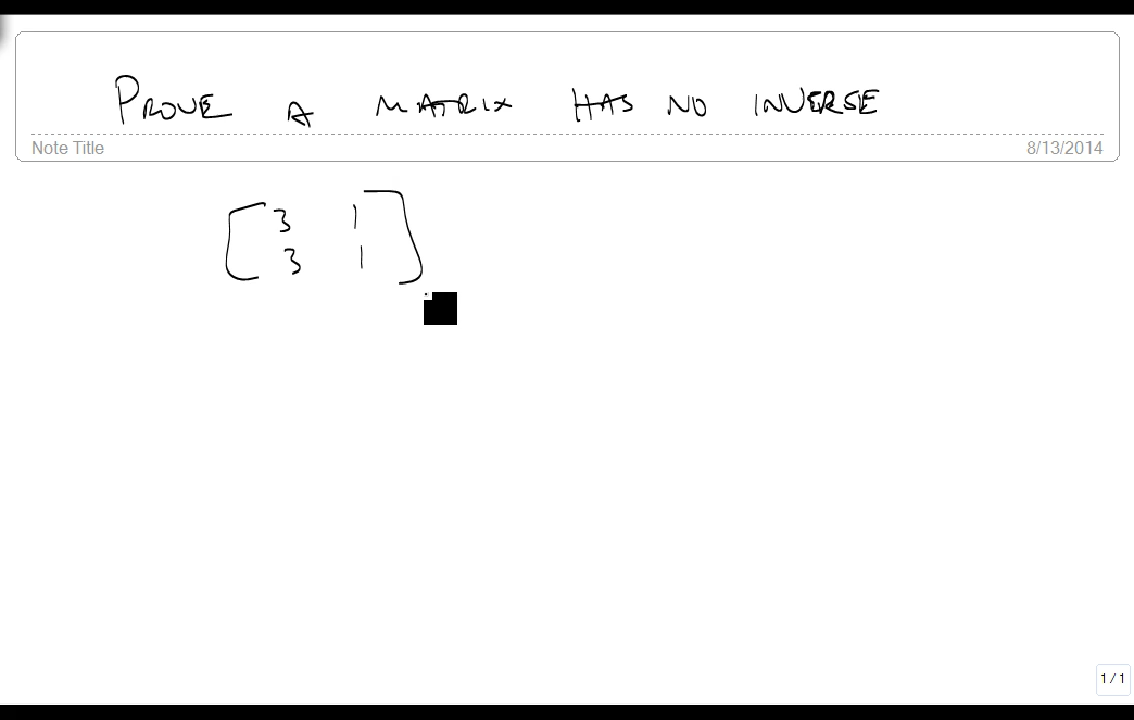 PROVE A MATRIX HAS NO INVERSE
Note Title 8/13/2014
3 1
3 1
1/1